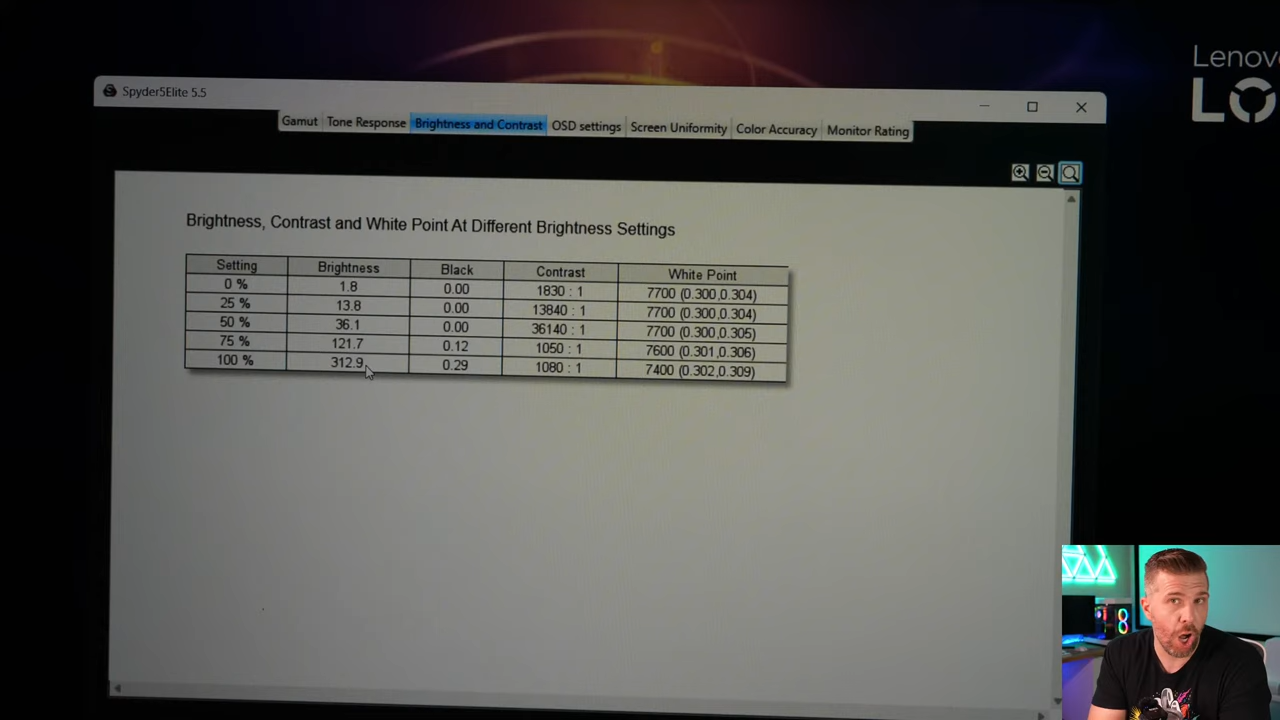 Lenovo
LO
Spyder5Elite 5.5
Gamut Tone Response Brightness and Contrast OSD settings Screen Uniformity Color Accuracy Monitor Rating
Brightness, Contrast and White Point At Different Brightness Settings
Setting Brightness Black Contrast White Point
0 % 1.8 0.00 1830 : 1 7700 (0.300,0.304)
25 % 13.8 0.00 13840 : 1 7700 (0.300,0.304)
50 % 36.1 0.00 36140 : 1 7700 (0.300,0.305)
75 % 121.7 0.12 1050 : 1 7600 (0.301,0.306)
100 % 312.9 0.29 1080 : 1 7400 (0.302,0.309)